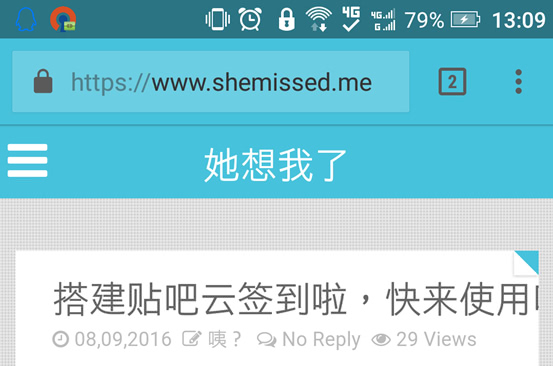 4G 4G G 79% 13:09
https://www.shemissed.me 2
她想我了
搭建贴吧云签到啦，快来使用
08,09,2016 咦？ No Reply 29 Views